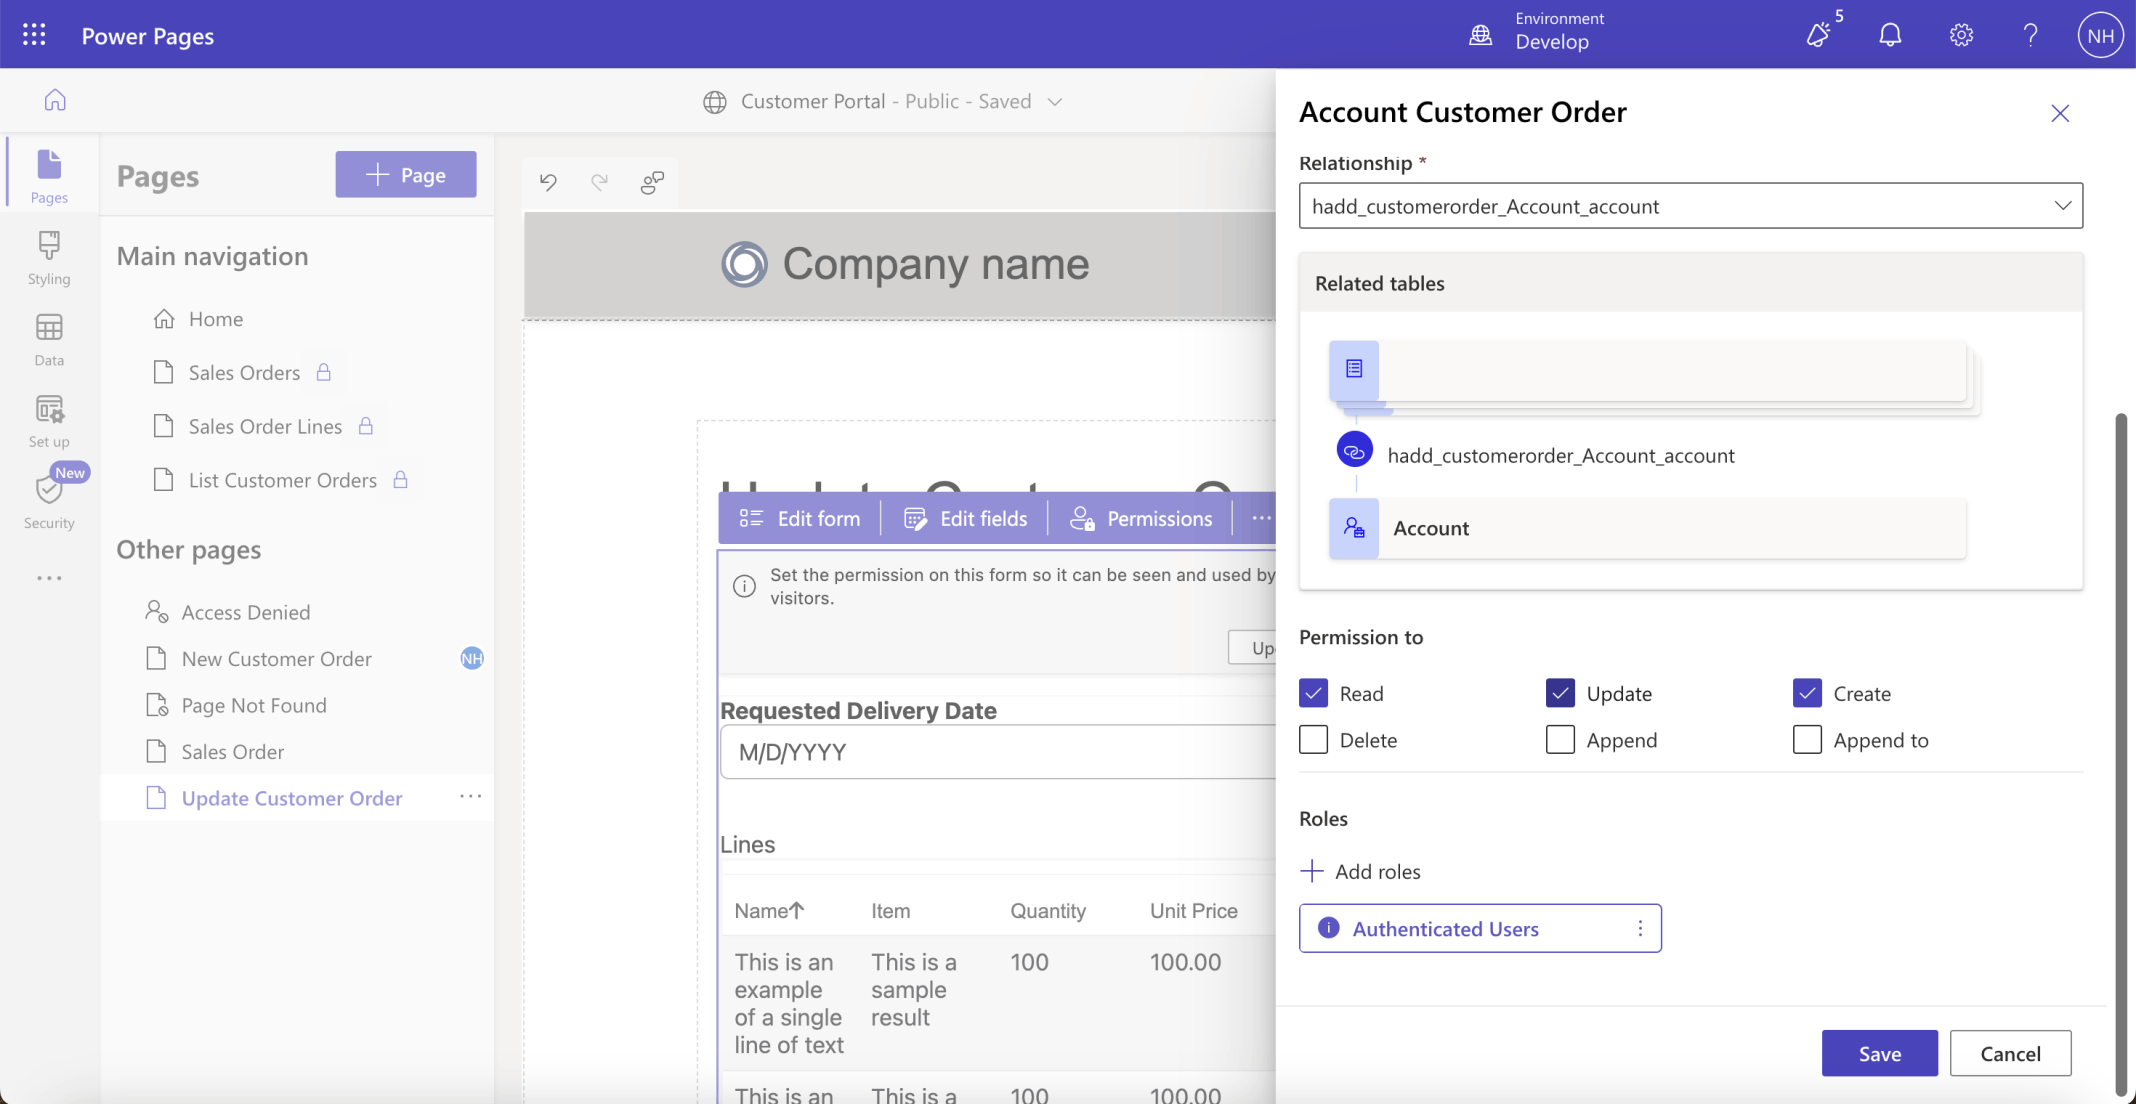 Power Pages
Environment
Develop
5
NH
Customer Portal - Public - Saved
Pages
Styling
Data
Set up
New
Security
Pages
Page
Main navigation
Home
Sales Orders
Sales Order Lines
List Customer Orders
Other pages
Access Denied
New Customer Order
NH
Page Not Found
Sales Order
Update Customer Order
Company name
Edit form
Edit fields
Permissions
Set the permission on this form so it can be seen and used by
visitors.
Requested Delivery Date
M/D/YYYY
Lines
Name
Item
Quantity
Unit Price
This is an
example
of a single
line of text
This is a
sample
result
100
100.00
This is an
This is a
100
100.00
Account Customer Order
Relationship *
hadd_customerorder_Account_account
Related tables
hadd_customerorder_Account_account
Account
Permission to
Read
Update
Create
Delete
Append
Append to
Roles
Add roles
Authenticated Users
Save
Cancel